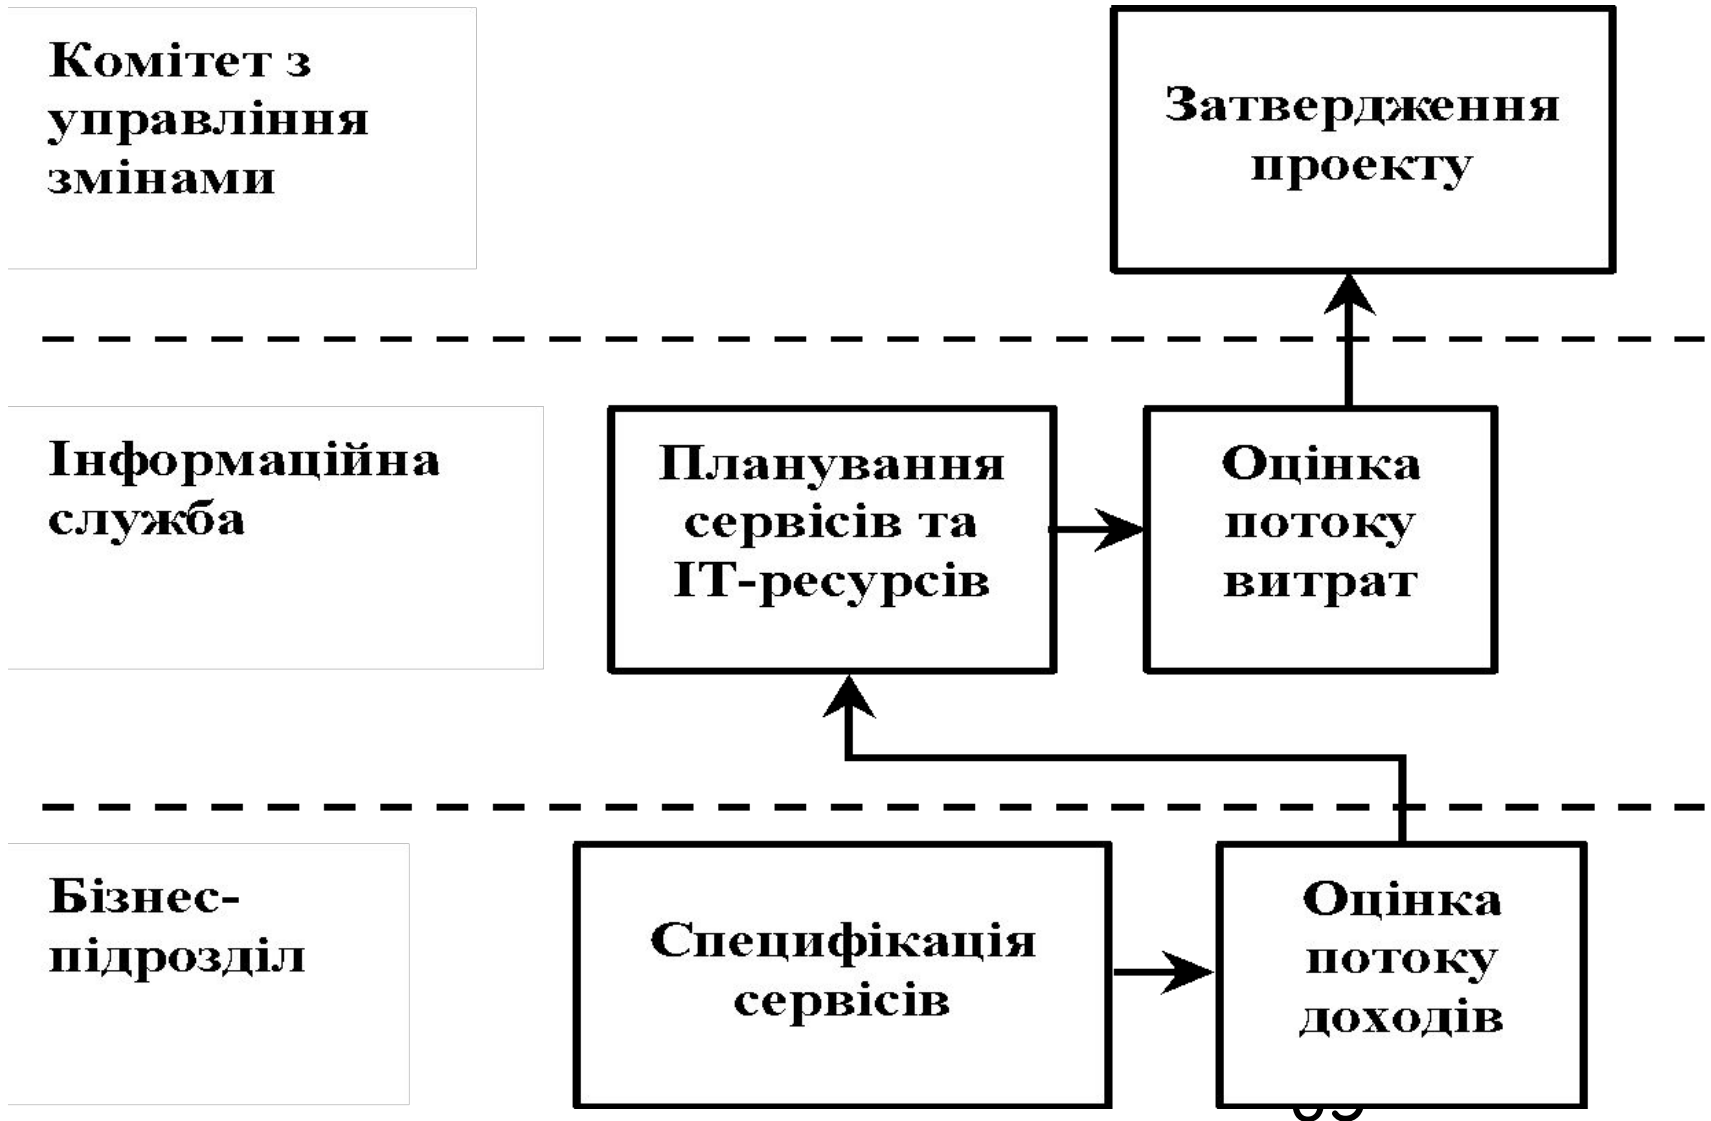 Комітет з
управління
змінами
Затвердження
проекту
Інформаційна
служба
Планування
сервісів та
ІТ-ресурсів
Оцінка
потоку
витрат
Бізнес-
підрозділ
Специфікація
сервісів
Оцінка
потоку
доходів